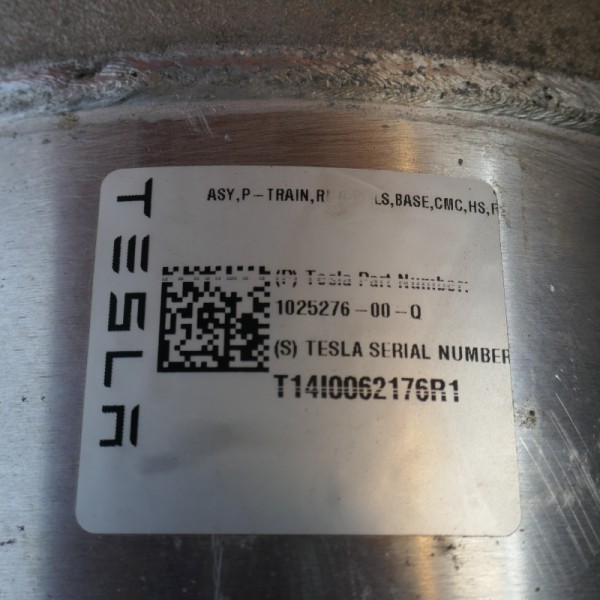 TESLA
ASY,P-TRAIN, LS,BASE,CMC,HS,
(P) Tesla Part Number:
1025276-00-Q
(S) TESLA SERIAL NUMBER
T14I0062176R1